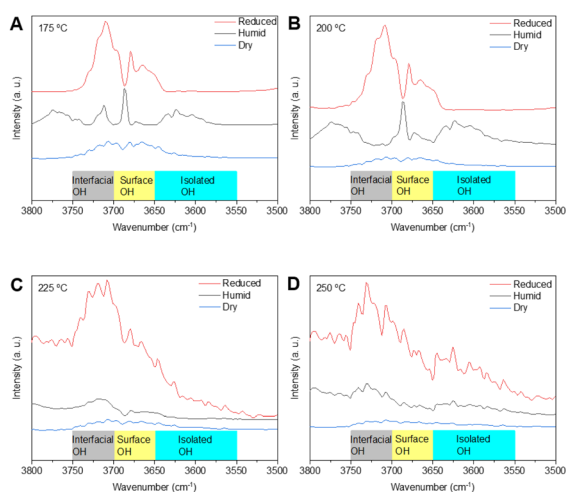 A
175 ºC
Reduced
Humid
Dry
Intensity (a. u.)
Interfacial OH
Surface OH
Isolated OH
3800 3750 3700 3650 3600 3550 3500
Wavenumber (cm-1)
B
200 ºC
Reduced
Humid
Dry
Intensity (a. u.)
Interfacial OH
Surface OH
Isolated OH
3800 3750 3700 3650 3600 3550 3500
Wavenumber (cm-1)
C
225 ºC
Reduced
Humid
Dry
Intensity (a. u.)
Interfacial OH
Surface OH
Isolated OH
3800 3750 3700 3650 3600 3550 3500
Wavenumber (cm-1)
D
250 ºC
Reduced
Humid
Dry
Intensity (a. u.)
Interfacial OH
Surface OH
Isolated OH
3800 3750 3700 3650 3600 3550 3500
Wavenumber (cm-1)